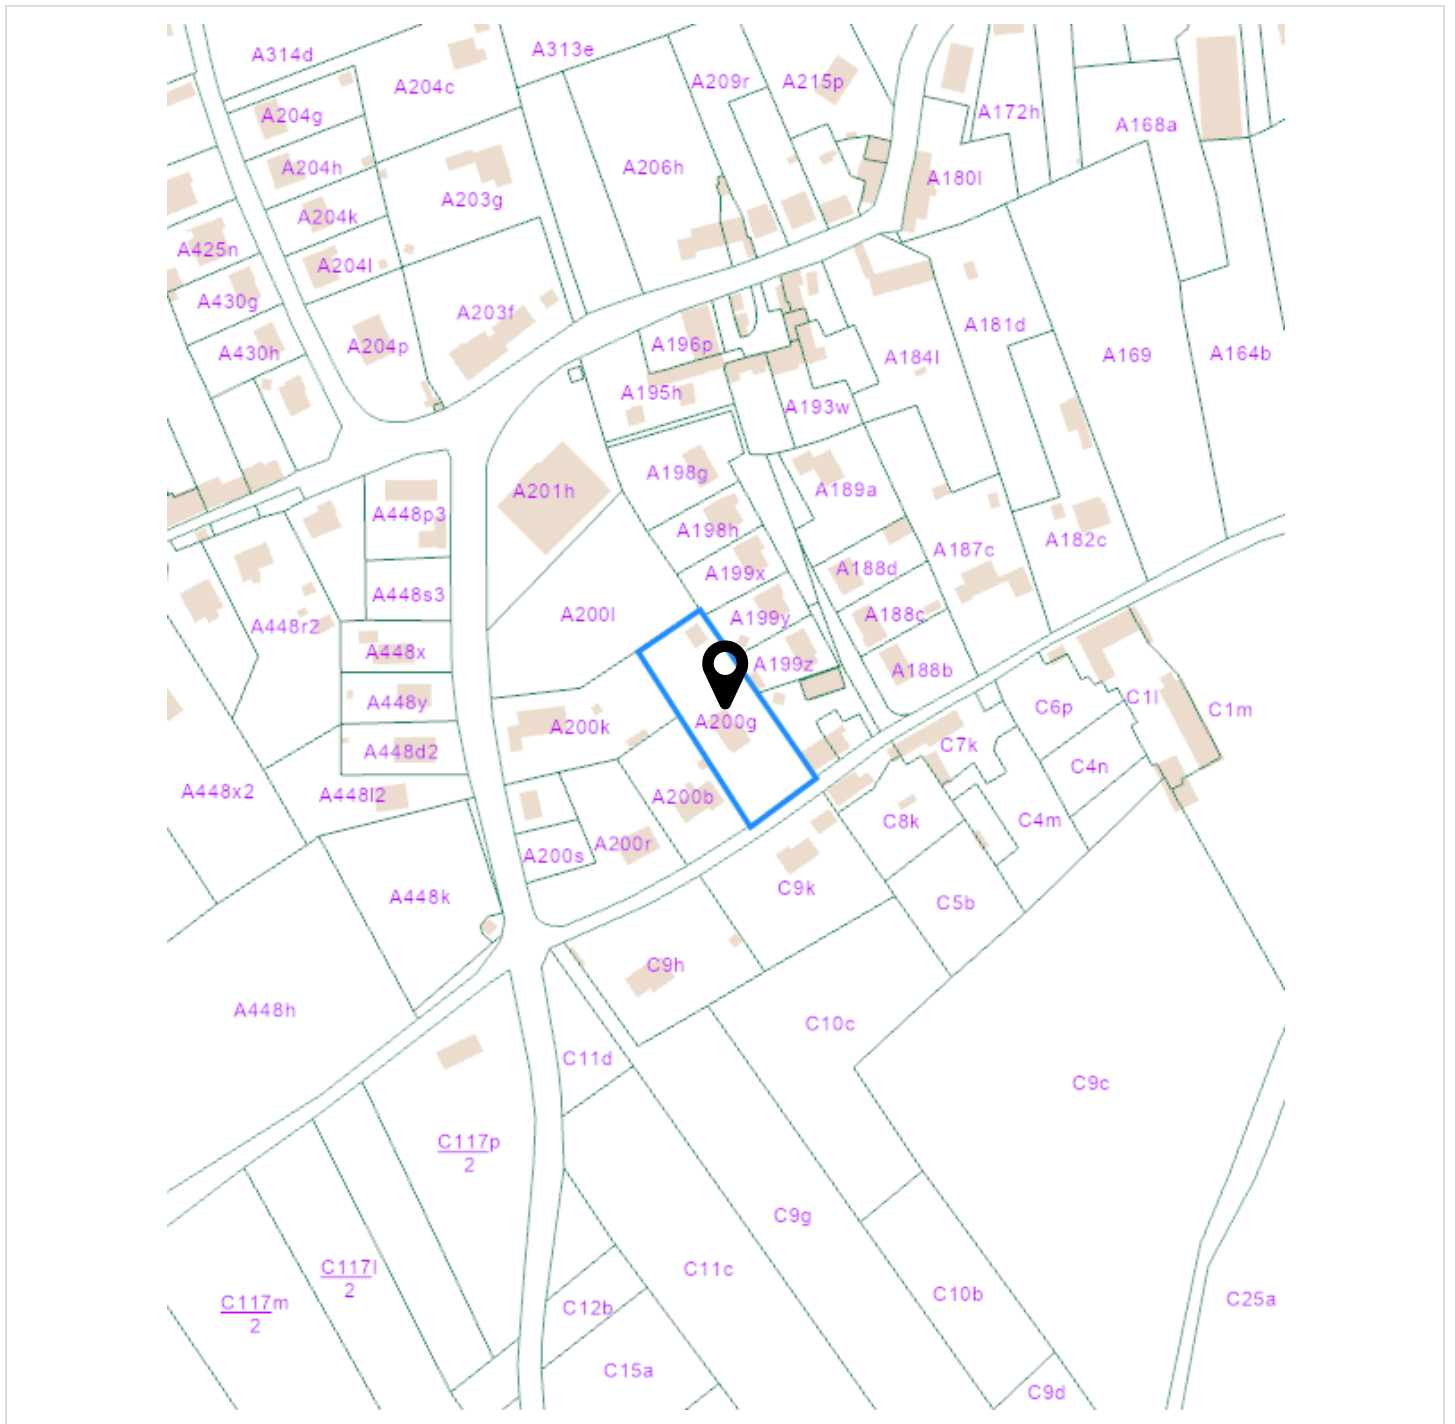 A313e
A314d
A204c
A209r
A215p
A204g
A172h
A168a
A204h
A206h
A180l
A203g
A204k
A425n
A204l
A430g
A203f
A181d
A430h
A204p
A196p
A184l
A169
A164b
A195h
A193w
A198g
A201h
A189a
A448p3
A198h
A182c
A187c
A199x
A188d
A448s3
A200l
A199y
A188c
A448r2
A448x
A199z
A188b
A448y
C1l
C6p
C1m
A200g
A200k
C7k
A448d2
C4n
A448x2
A448l2
A200b
C8k
C4m
A200r
A200s
C9k
A448k
C5b
C9h
A448h
C10c
C11d
C9c
C117p
2
C9g
C11c
C117l
2
C10b
C25a
C117m
2
C12b
C15a
C9d